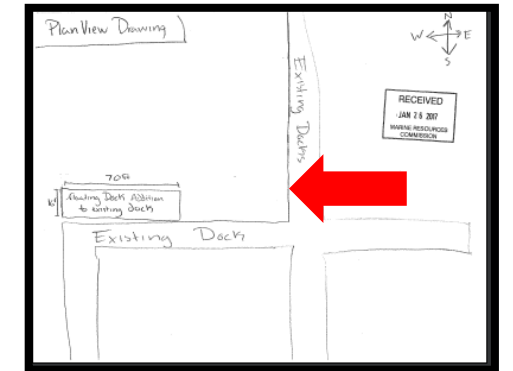 Plan View Drawing
N
W E
S
Existing Docks
RECEIVED
JAN 26 2017
MARINE RESOURCES
COMMISSION
70ft
floating Dock Addition
to existing dock
Existing Dock